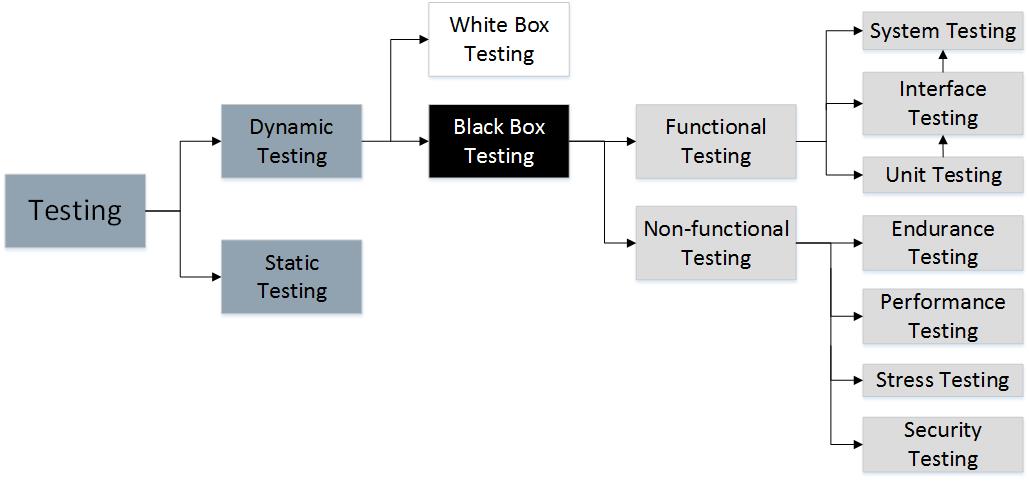 Testing
Dynamic
Testing
Static
Testing
White Box
Testing
Black Box
Testing
Functional
Testing
Non-functional
Testing
System Testing
Interface
Testing
Unit Testing
Endurance
Testing
Performance
Testing
Stress Testing
Security
Testing